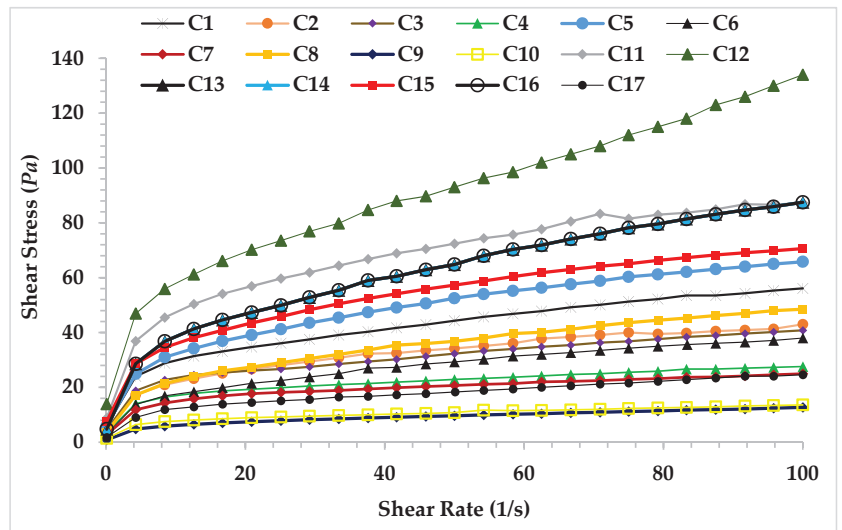 C1 C2 C3 C4 C5 C6
C7 C8 C9 C10 C11 C12
C13 C14 C15 C16 C17
140
120
100
80
60
40
20
0
Shear Stress (Pa)
0 20 40 60 80 100
Shear Rate (1/s)